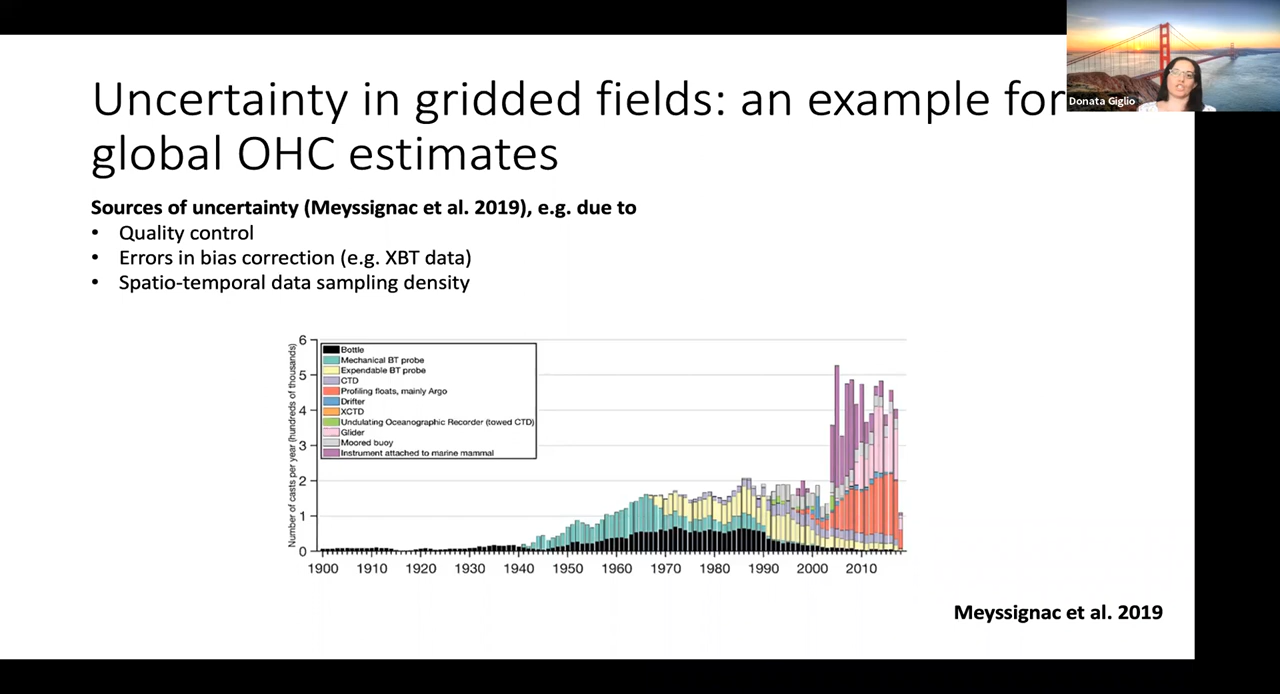 Uncertainty in gridded fields: an example for
global OHC estimates
Donata Giglio
Sources of uncertainty (Meyssignac et al. 2019), e.g. due to
• Quality control
• Errors in bias correction (e.g. XBT data)
• Spatio-temporal data sampling density
Number of casts per year (hundreds of thousands)
6
5
4
3
2
1
0
Bottle
Mechanical BT probe
Expendable BT probe
CTD
Profiling floats, mainly Argo
Drifter
XCTD
Undulating Oceanographic Recorder (towed CTD)
Glider
Moored buoy
Instrument attached to marine mammal
1900 1910 1920 1930 1940 1950 1960 1970 1980 1990 2000 2010
Meyssignac et al. 2019